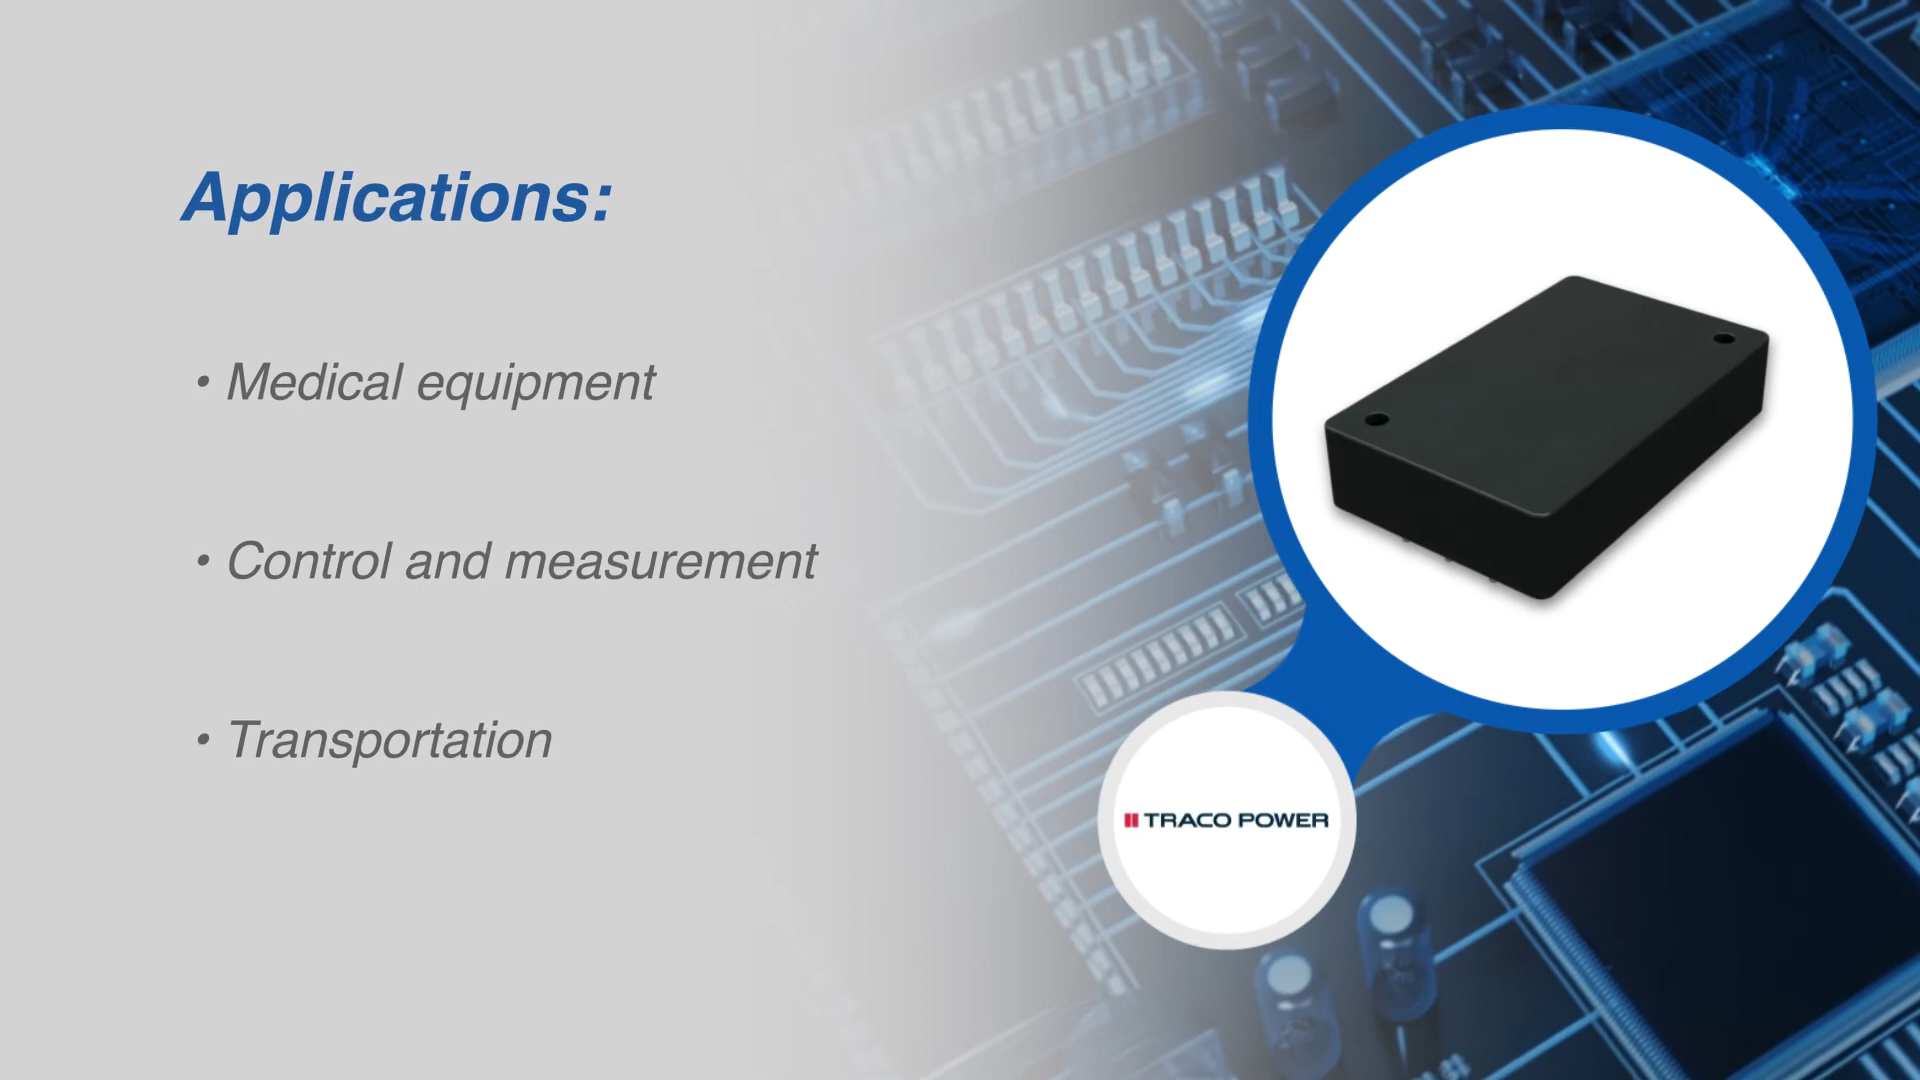 Applications:
• Medical equipment
• Control and measurement
• Transportation
TRACO POWER